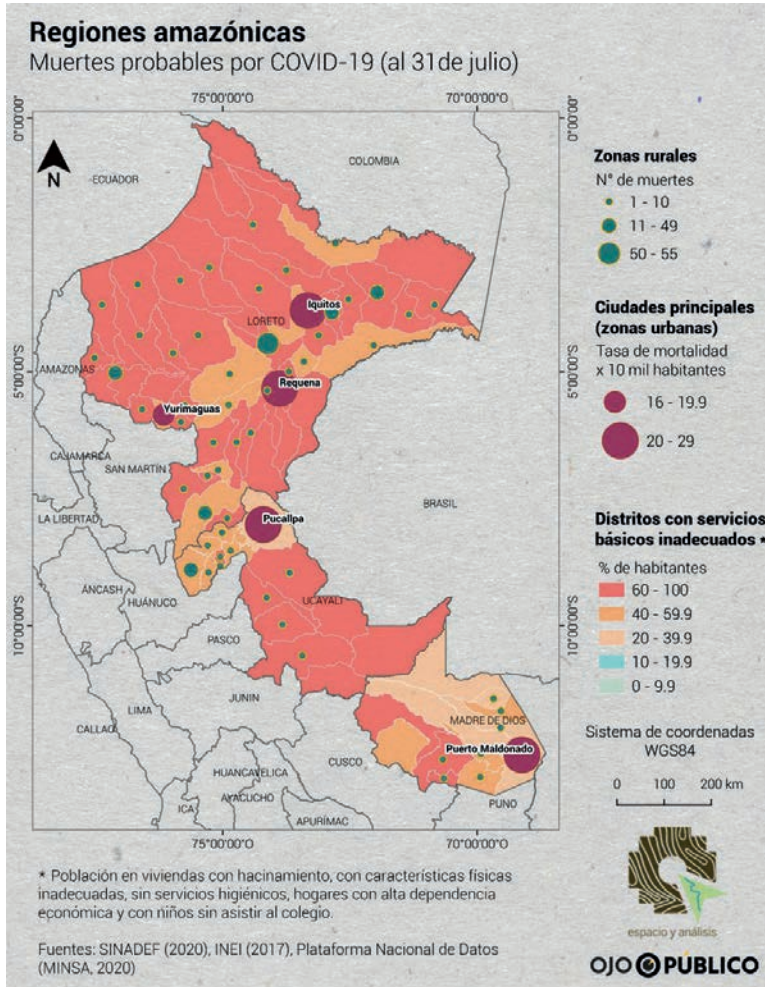 Regiones amazónicas
Muertes probables por COVID-19 (al 31de julio)
75°00'00"O
70°00'00"O
0°00'00"S
0°00'00"S
N
COLOMBIA
ECUADOR
Iquitos
LORETO
AMAZONAS
5°00'00"S
5°00'00"S
Requena
Yurimaguas
CAJAMARCA
SAN MARTÍN
BRASIL
LA LIBERTAD
Pucallpa
ÁNCASH
HUÁNUCO
UCAYALI
10°00'00"S
10°00'00"S
PASCO
LIMA
JUNIN
MADRE DE DIOS
CALLAO
CUSCO
Puerto Maldonado
HUANCAVELICA
AYACUCHO
ICA
APURÍMAC
PUNO
75°00'00"O
70°00'00"O
Zonas rurales
N° de muertes
1 - 10
11 - 49
50 - 55
Ciudades principales
(zonas urbanas)
Tasa de mortalidad
x 10 mil habitantes
16 - 19.9
20 - 29
Distritos con servicios
básicos inadecuados *
% de habitantes
60 - 100
40 - 59.9
20 - 39.9
10 - 19.9
0 - 9.9
Sistema de coordenadas
WGS84
0 100 200 km
* Población en viviendas con hacinamiento, con características físicas
inadecuadas, sin servicios higiénicos, hogares con alta dependencia
económica y con niños sin asistir al colegio.
Fuentes: SINADEF (2020), INEI (2017), Plataforma Nacional de Datos
(MINSA, 2020)
espacio y análisis
OJO PÚBLICO